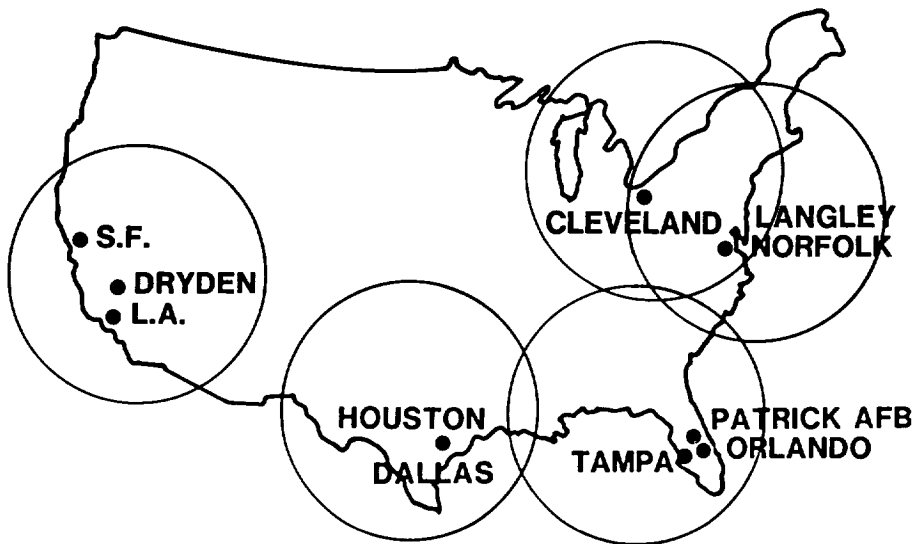 CLEVELAND
LANGLEY
NORFOLK
S.F.
DRYDEN
L.A.
HOUSTON
DALLAS
PATRICK AFB
ORLANDO
TAMPA